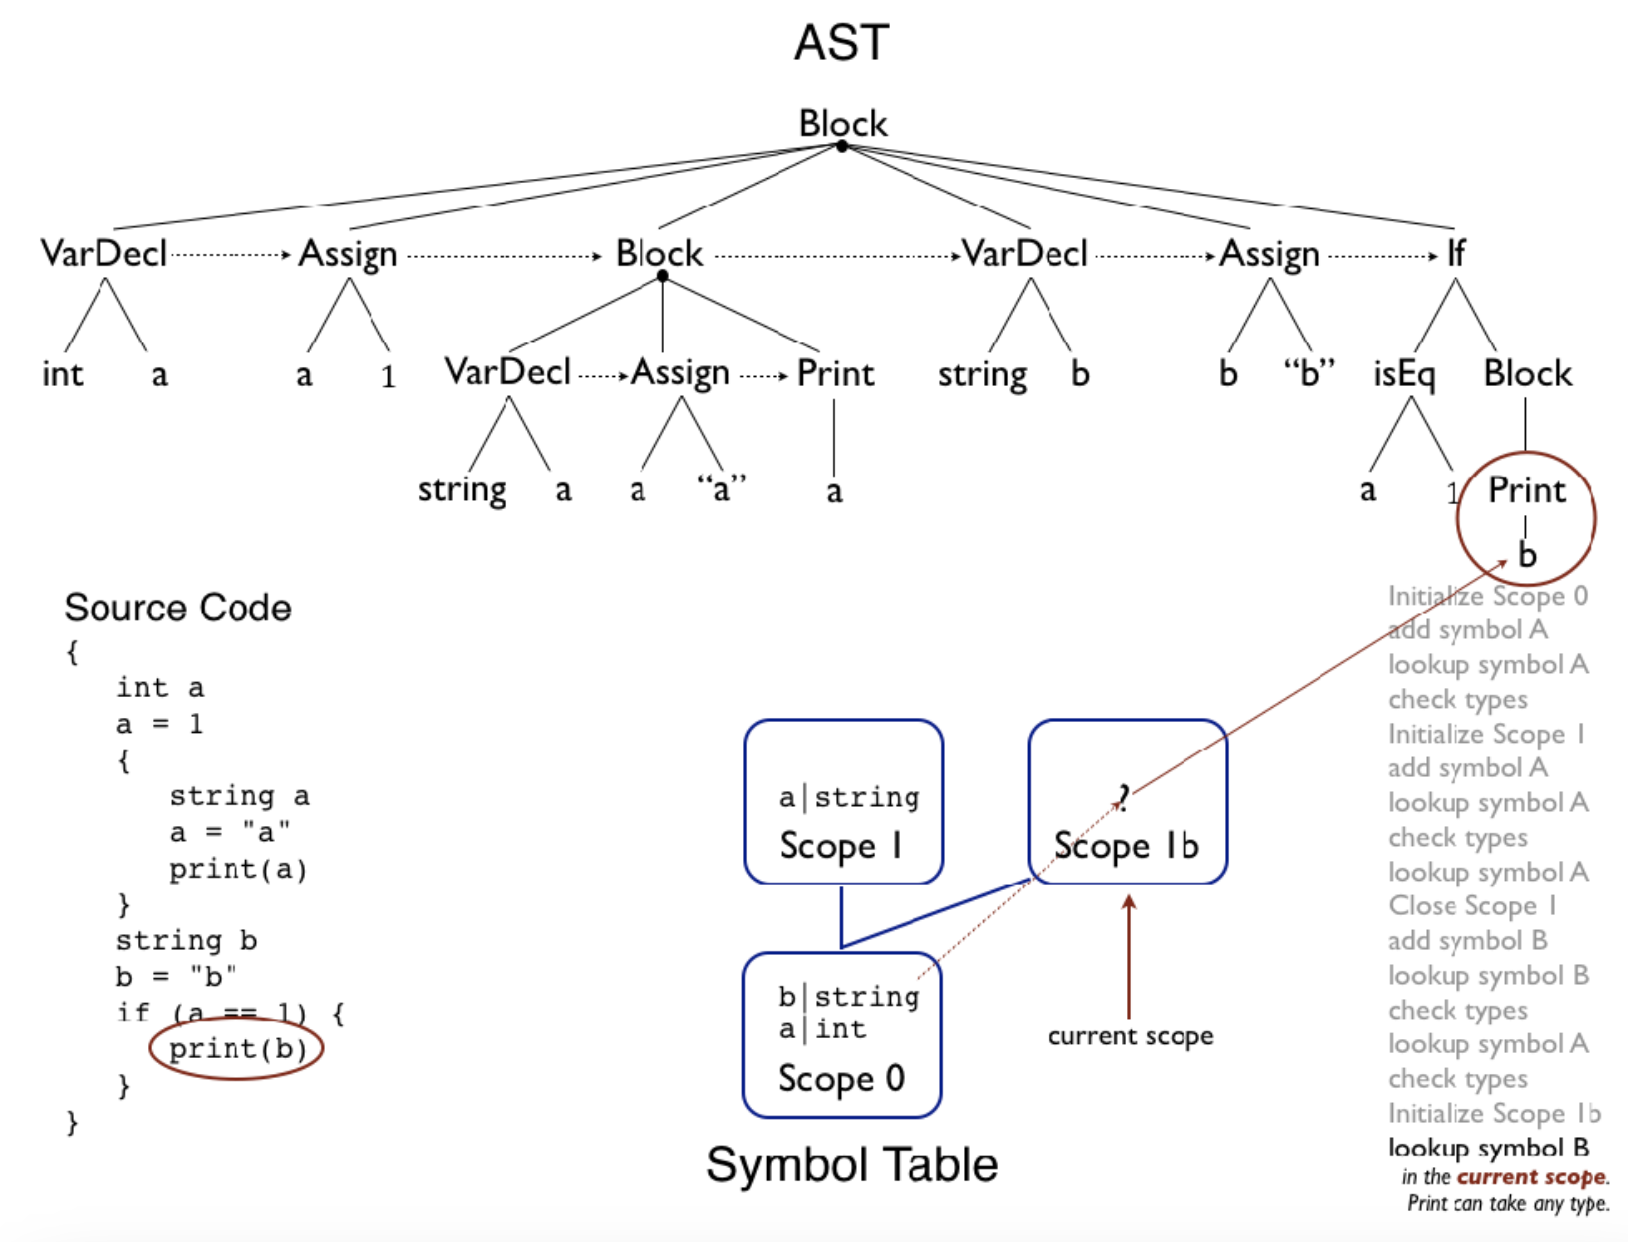 AST
Block
VarDecl Assign Block VarDecl Assign If
int a a 1 VarDecl Assign Print string b b “b” isEq Block
string a a “a” a a 1 Print
b
Source Code
{
int a
a = 1
{
string a
a = "a"
print(a)
}
string b
b = "b"
if (a == 1) {
print(b)
}
}
a|string
Scope 1
?
Scope 1b
b|string
a|int
Scope 0
current scope
Symbol Table
Initialize Scope 0
add symbol A
lookup symbol A
check types
Initialize Scope 1
add symbol A
lookup symbol A
check types
lookup symbol A
Close Scope 1
add symbol B
lookup symbol B
check types
lookup symbol A
check types
Initialize Scope 1b
lookup symbol B
in the current scope.
Print can take any type.